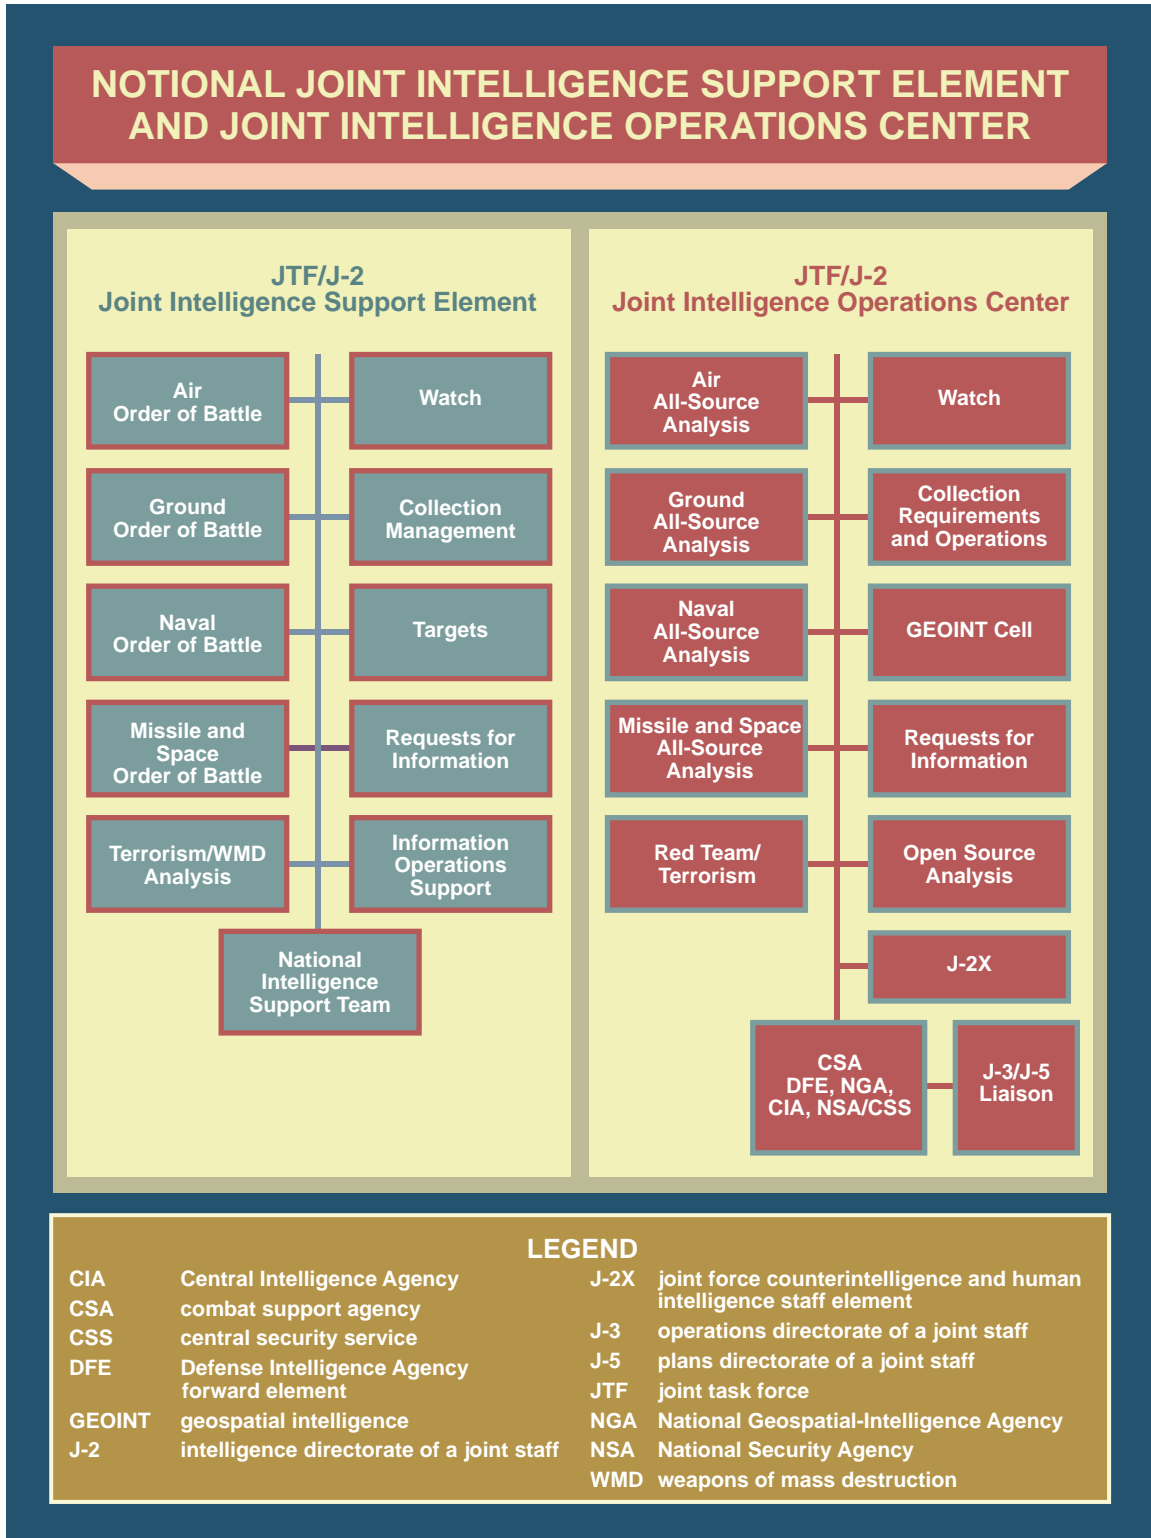 NOTIONAL JOINT INTELLIGENCE SUPPORT ELEMENT
AND JOINT INTELLIGENCE OPERATIONS CENTER
JTF/J-2
Joint Intelligence Support Element
Air
Order of Battle
Watch
Ground
Order of Battle
Collection
Management
Naval
Order of Battle
Targets
Missile and
Space
Order of Battle
Requests for
Information
Terrorism/WMD
Analysis
Information
Operations
Support
National
Intelligence
Support Team
JTF/J-2
Joint Intelligence Operations Center
Air
All-Source
Analysis
Watch
Ground
All-Source
Analysis
Collection
Requirements
and Operations
Naval
All-Source
Analysis
GEOINT Cell
Missile and Space
All-Source
Analysis
Requests for
Information
Red Team/
Terrorism
Open Source
Analysis
J-2X
CSA
DFE, NGA,
CIA, NSA/CSS
J-3/J-5
Liaison
LEGEND
CIA Central Intelligence Agency
CSA combat support agency
CSS central security service
DFE Defense Intelligence Agency
forward element
GEOINT geospatial intelligence
J-2 intelligence directorate of a joint staff
J-2X joint force counterintelligence and human
intelligence staff element
J-3 operations directorate of a joint staff
J-5 plans directorate of a joint staff
JTF joint task force
NGA National Geospatial-Intelligence Agency
NSA National Security Agency
WMD weapons of mass destruction